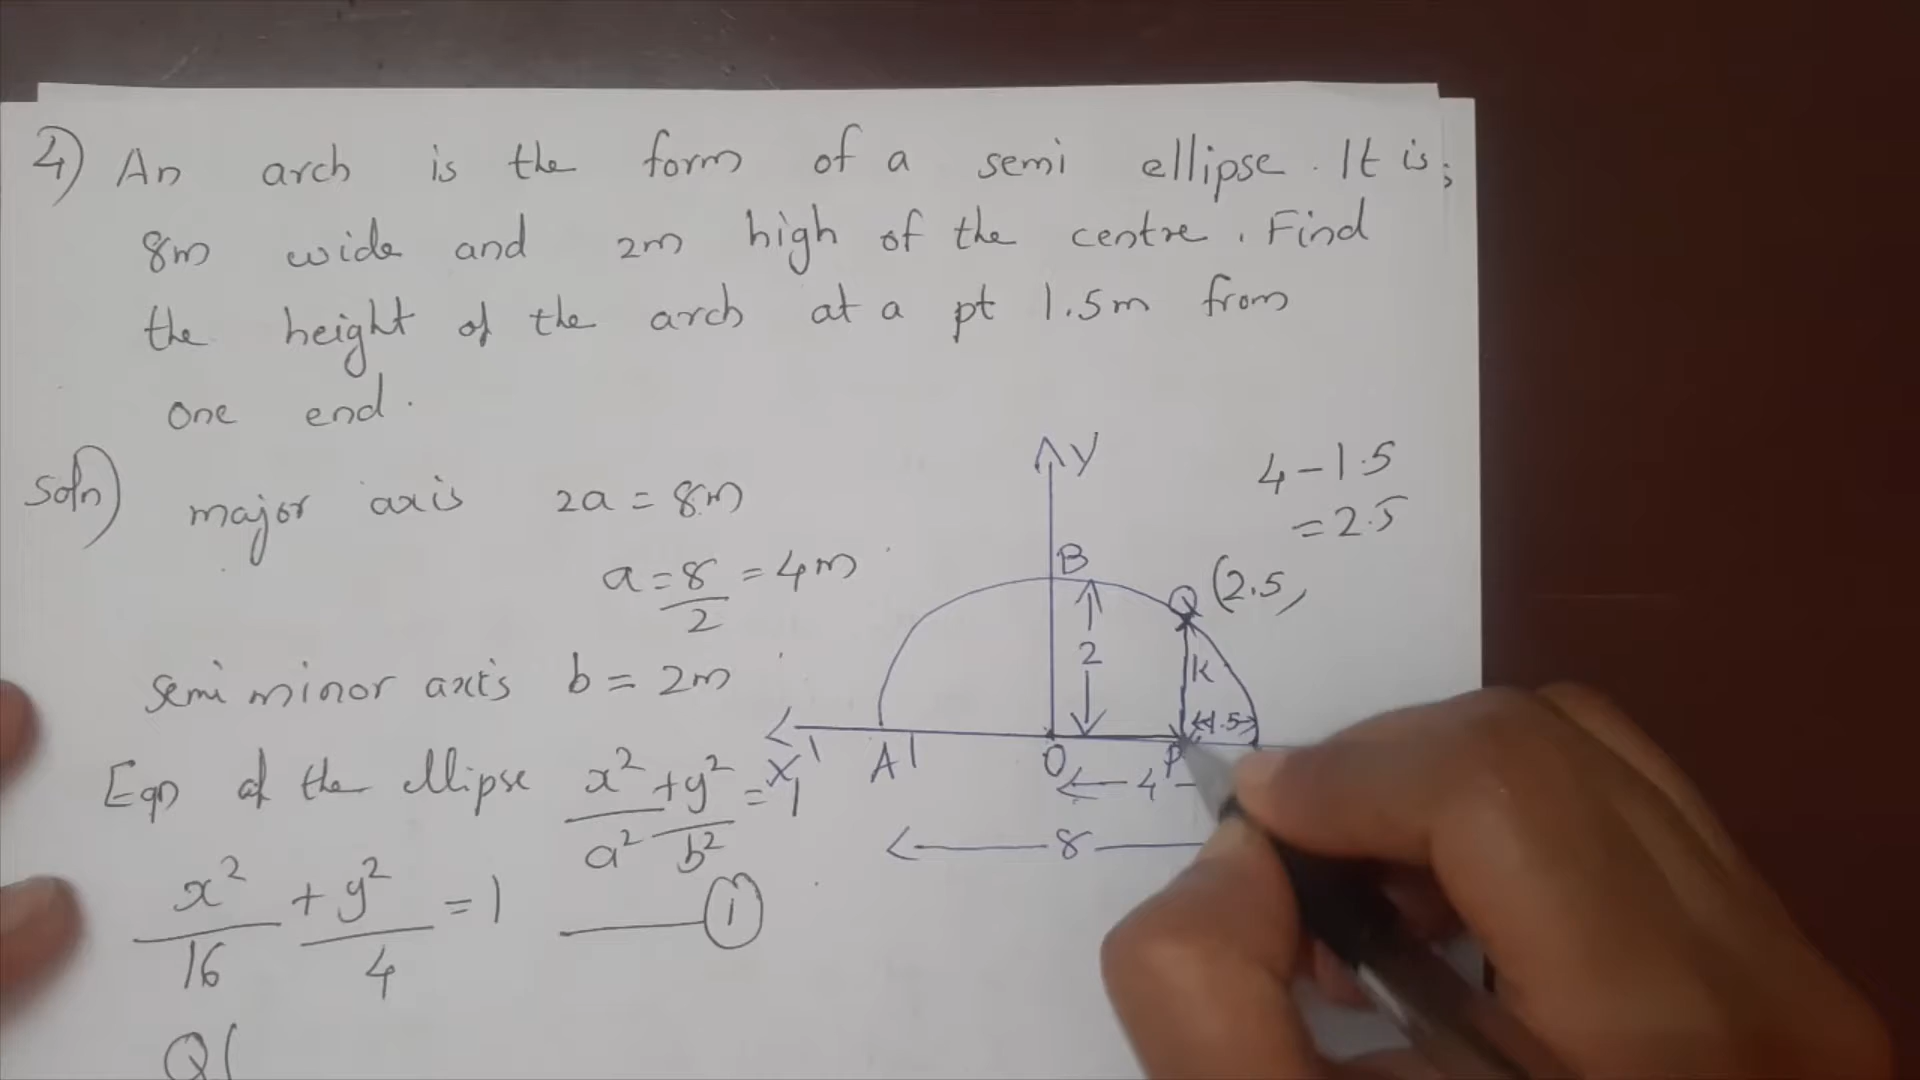 4) An arch is the form of a semi ellipse. It is
8m wide and 2m high of the centre. Find
the height of the arch at a pt 1.5m from
one end.
Soln) major axis 2a = 8m
a = 8/2 = 4m
semi minor axis b = 2m
Eqn of the ellipse x²/a² + y²/b² = 1
x²/16 + y²/4 = 1 ——— (1)
Q(
Y
4 - 1.5
= 2.5
B
Q (2.5,
2
K
1.5
X'
A'
O
P
4
8